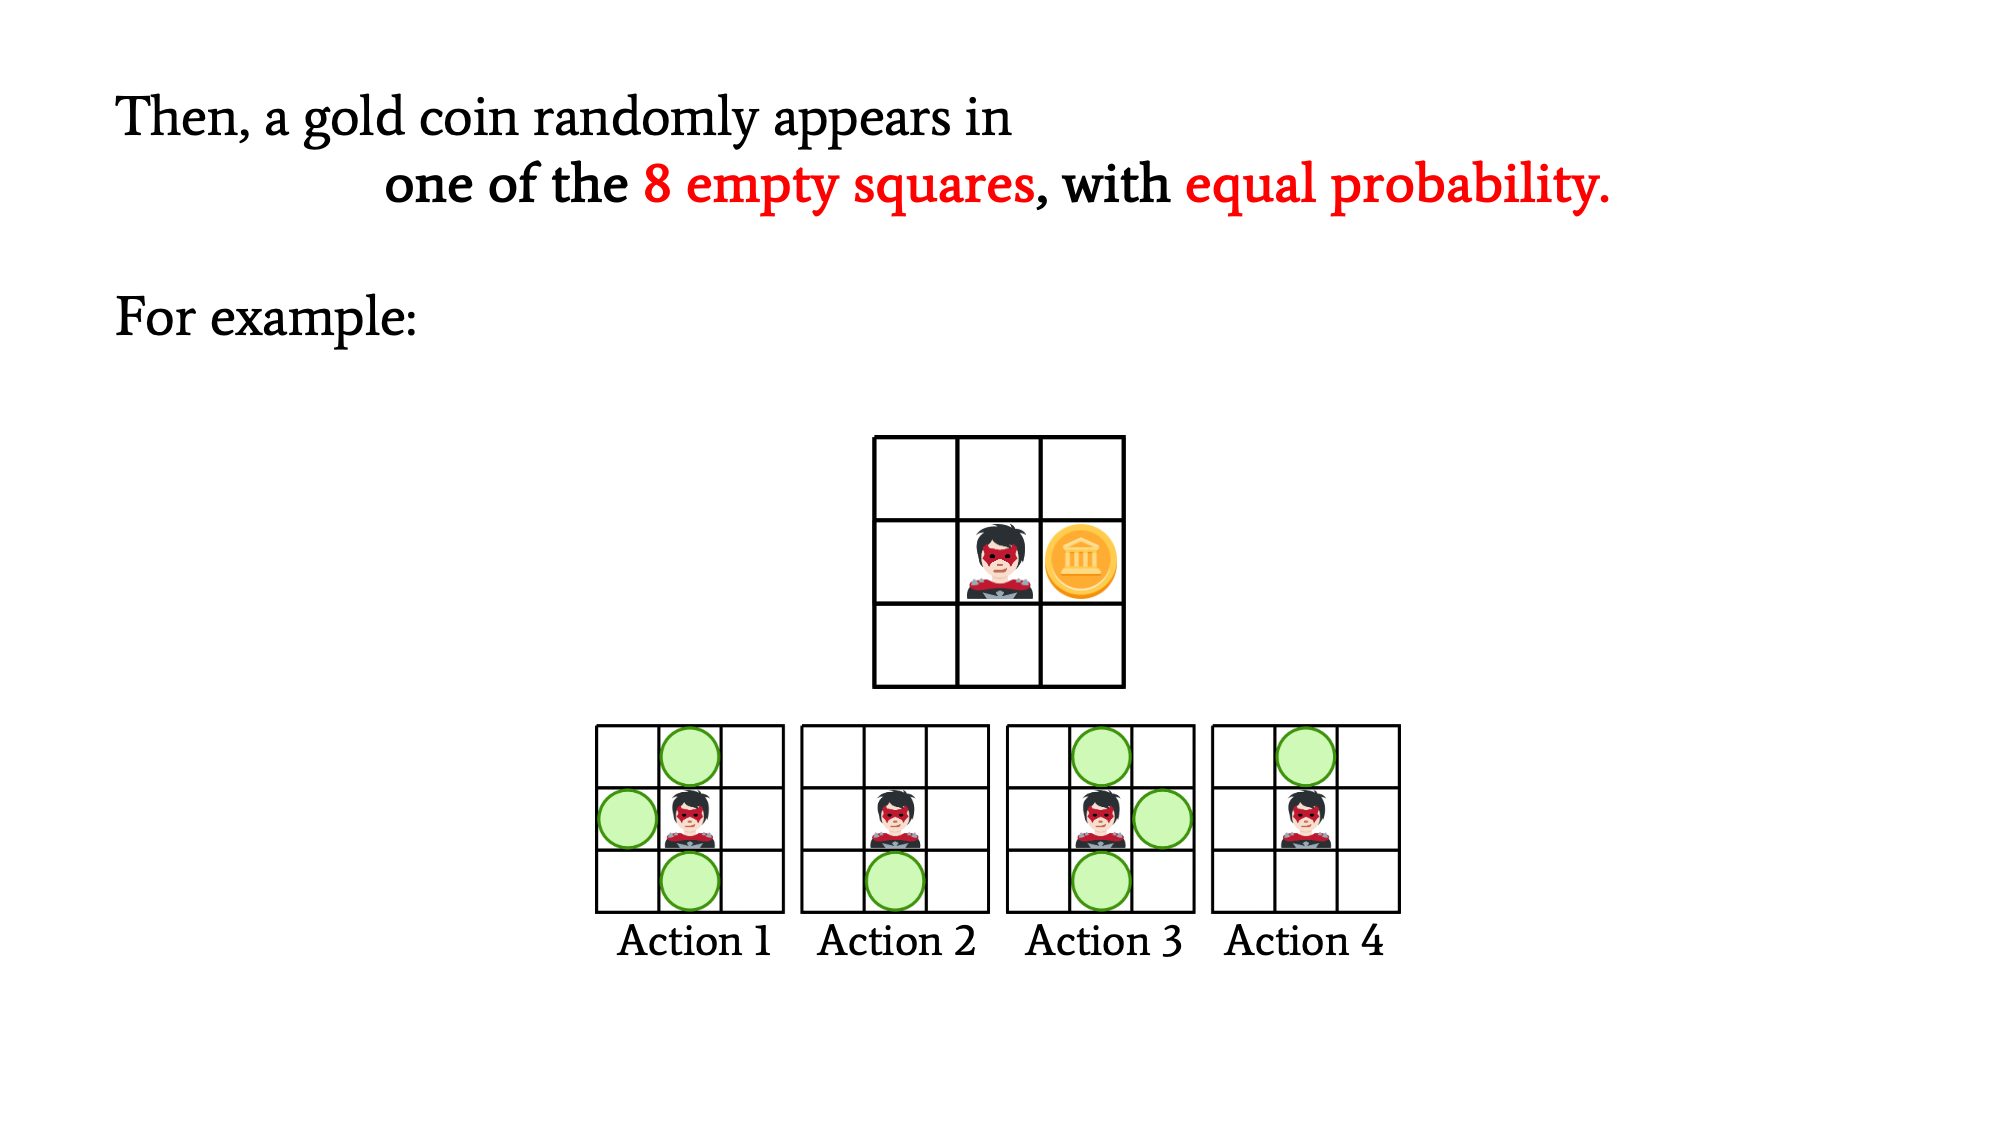 Then, a gold coin randomly appears in
one of the 8 empty squares, with equal probability.
For example:
Action 1 Action 2 Action 3 Action 4